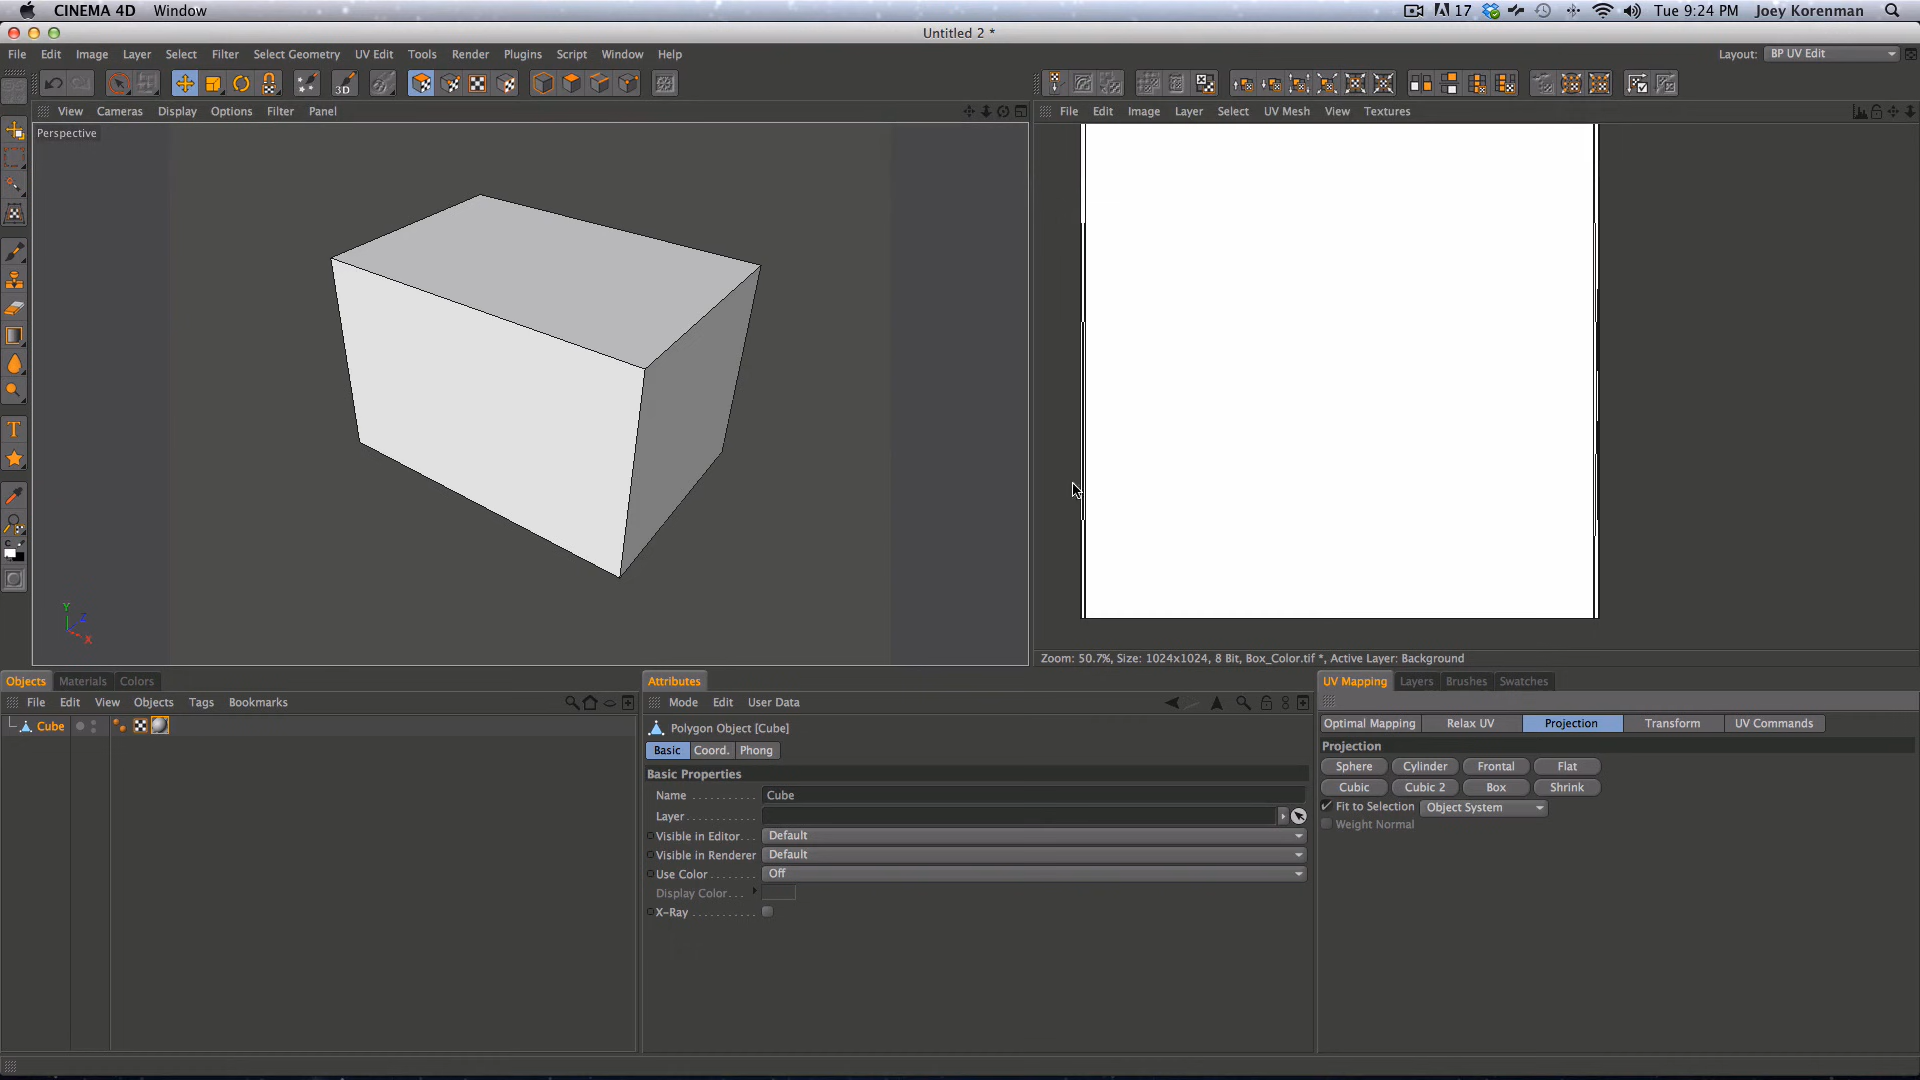 CINEMA 4D Window 17 Tue 9:24 PM Joey Korenman
Untitled 2 *
File Edit Image Layer Select Filter Select Geometry UV Edit Tools Render Plugins Script Window Help Layout: BP UV Edit
3D
View Cameras Display Options Filter Panel
File Edit Image Layer Select UV Mesh View Textures
Perspective
T
Y
Z
X
Zoom: 50.7%, Size: 1024x1024, 8 Bit, Box_Color.tif *, Active Layer: Background
Objects Materials Colors
File Edit View Objects Tags Bookmarks
Cube
Attributes
Mode Edit User Data
Polygon Object [Cube]
Basic Coord. Phong
Basic Properties
Name Cube
Layer
Visible in Editor Default
Visible in Renderer Default
Use Color Off
Display Color
X-Ray
UV Mapping Layers Brushes Swatches
Optimal Mapping Relax UV Projection Transform UV Commands
Projection
Sphere Cylinder Frontal Flat
Cubic Cubic 2 Box Shrink
Fit to Selection Object System
Weight Normal